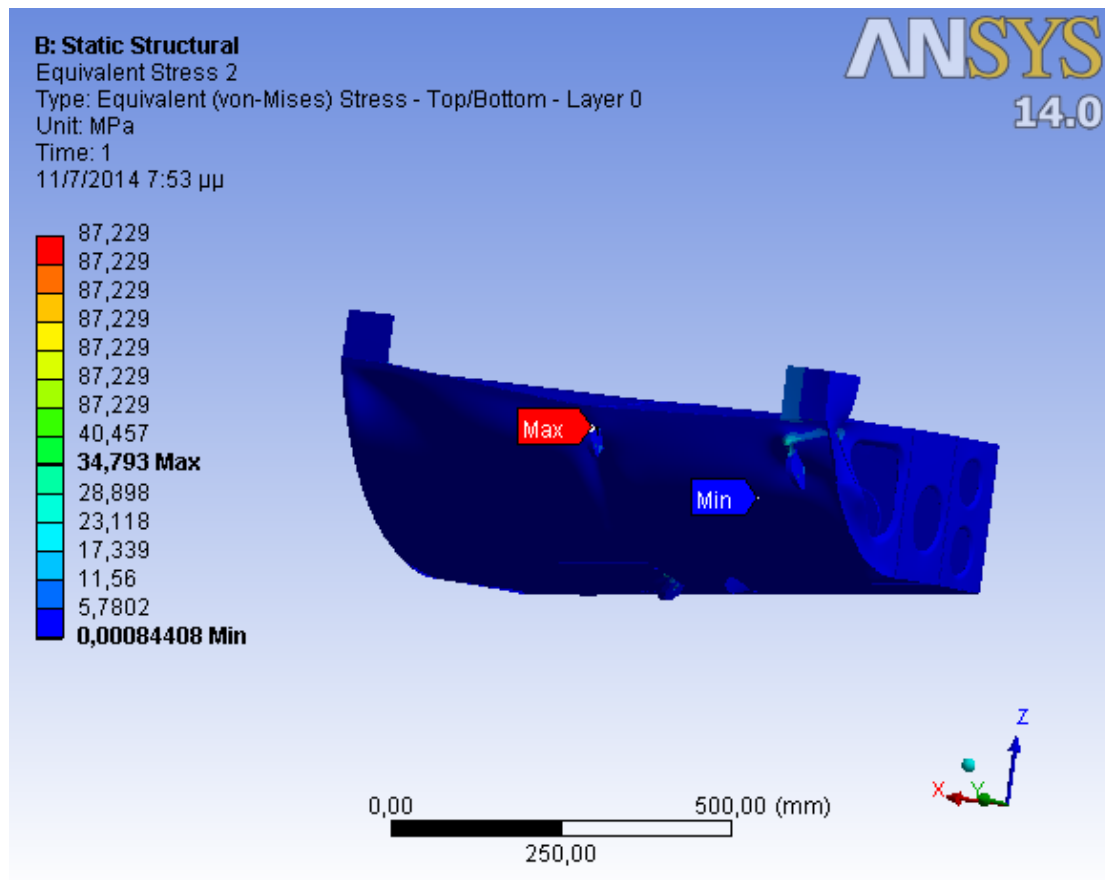 B: Static Structural
Equivalent Stress 2
Type: Equivalent (von-Mises) Stress - Top/Bottom - Layer 0
Unit: MPa
Time: 1
11/7/2014 7:53 μμ
ANSYS
14.0
87,229
87,229
87,229
87,229
87,229
87,229
87,229
40,457
34,793 Max
28,898
23,118
17,339
11,56
5,7802
0,00084408 Min
Max
Min
Z
X
Y
0,00
500,00 (mm)
250,00